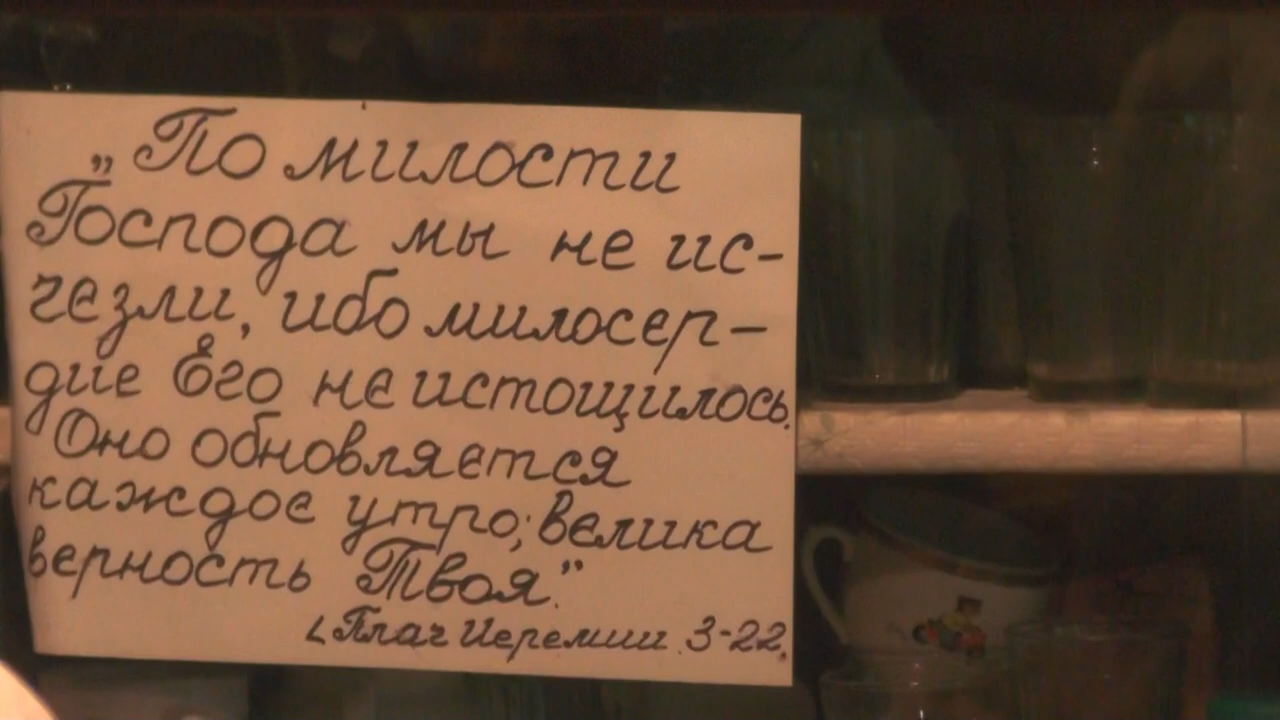 „По милости
Господа мы не ис-
чезли, ибо милосер-
дие Его не истощилось.
Оно обновляется
каждое утро; велика
верность Твоя."
< Плач Иеремии 3-22.